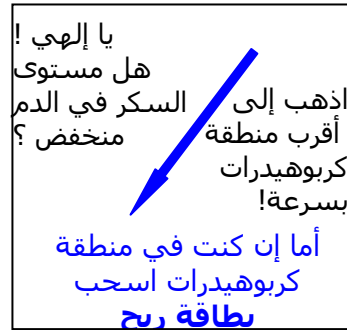 يا إلهي !
هل مستوى
السكر في الدم
منخفض ؟
اذهب إلى
أقرب منطقة
كربوهيدرات
بسرعة!
أما إن كنت في منطقة
كربوهيدرات اسحب
بطاقة ربح